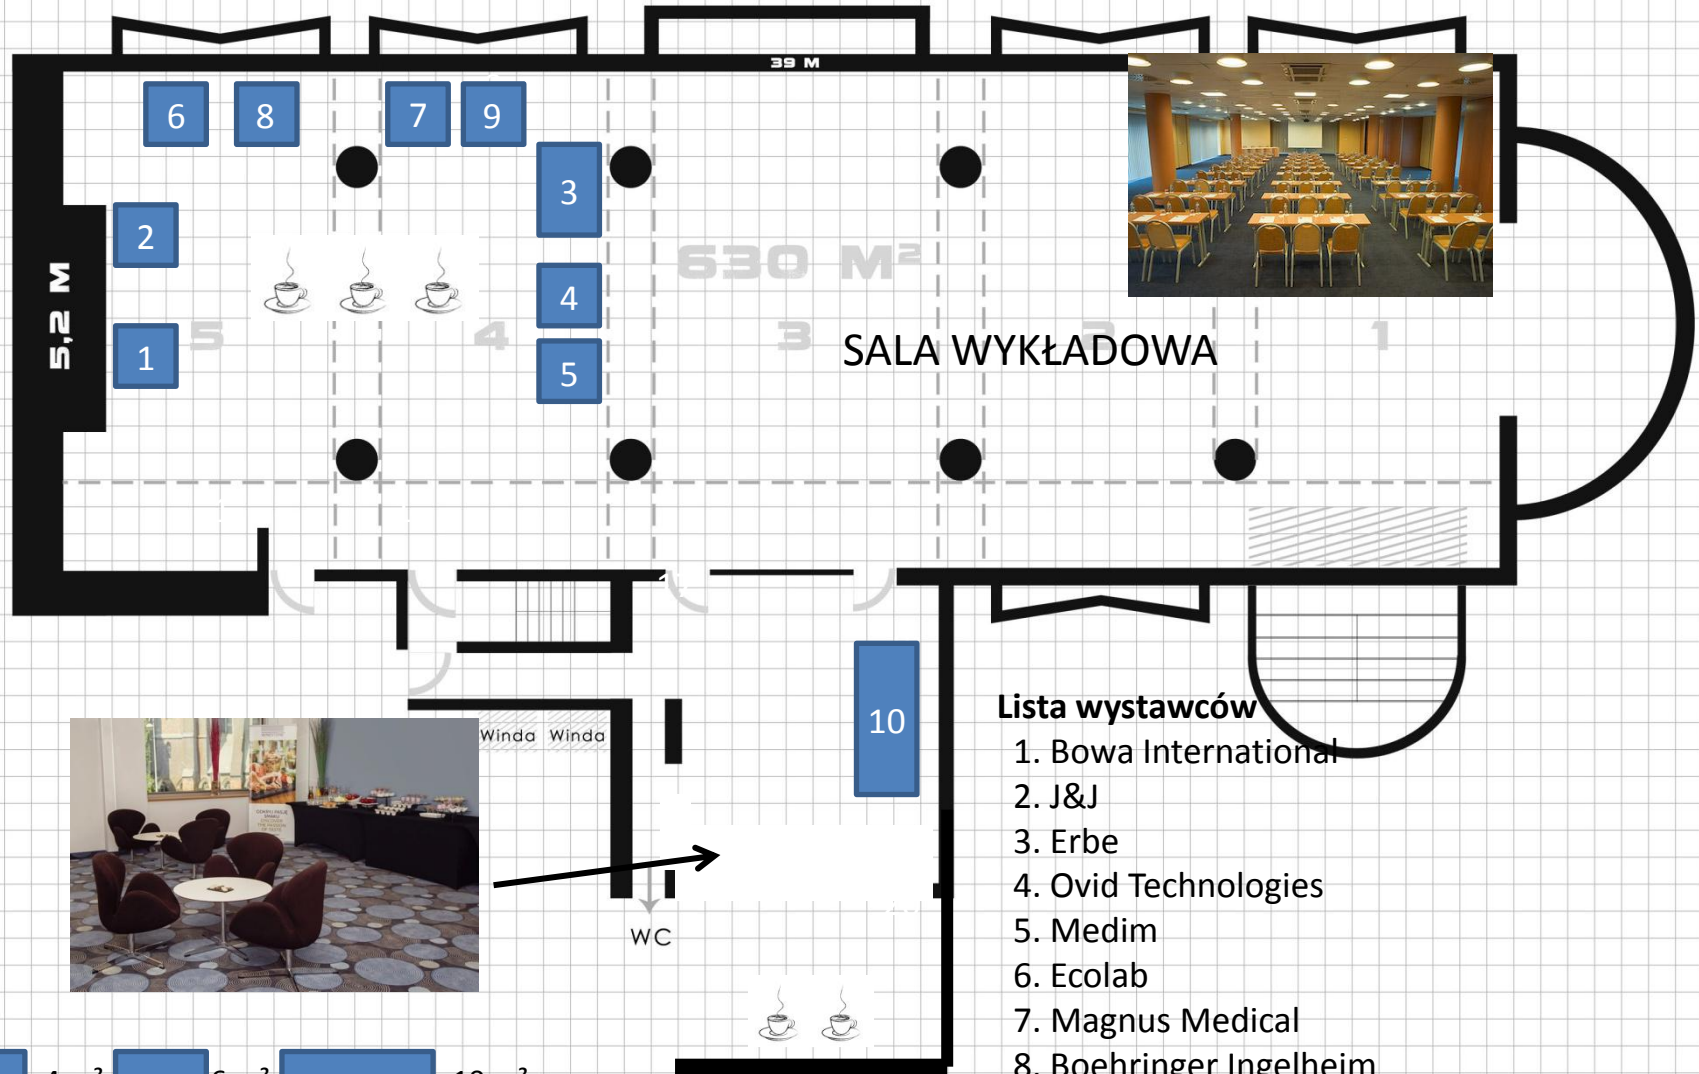 39 M
6
8
7
9
3
2
630 M²
4
5,2 M
5
4
3
2
1
SALA WYKŁADOWA
1
5
10
Lista wystawców
Winda Winda
1. Bowa International
2. J&J
3. Erbe
4. Ovid Technologies
WC
5. Medim
6. Ecolab
7. Magnus Medical
8. Boehringer Ingelheim